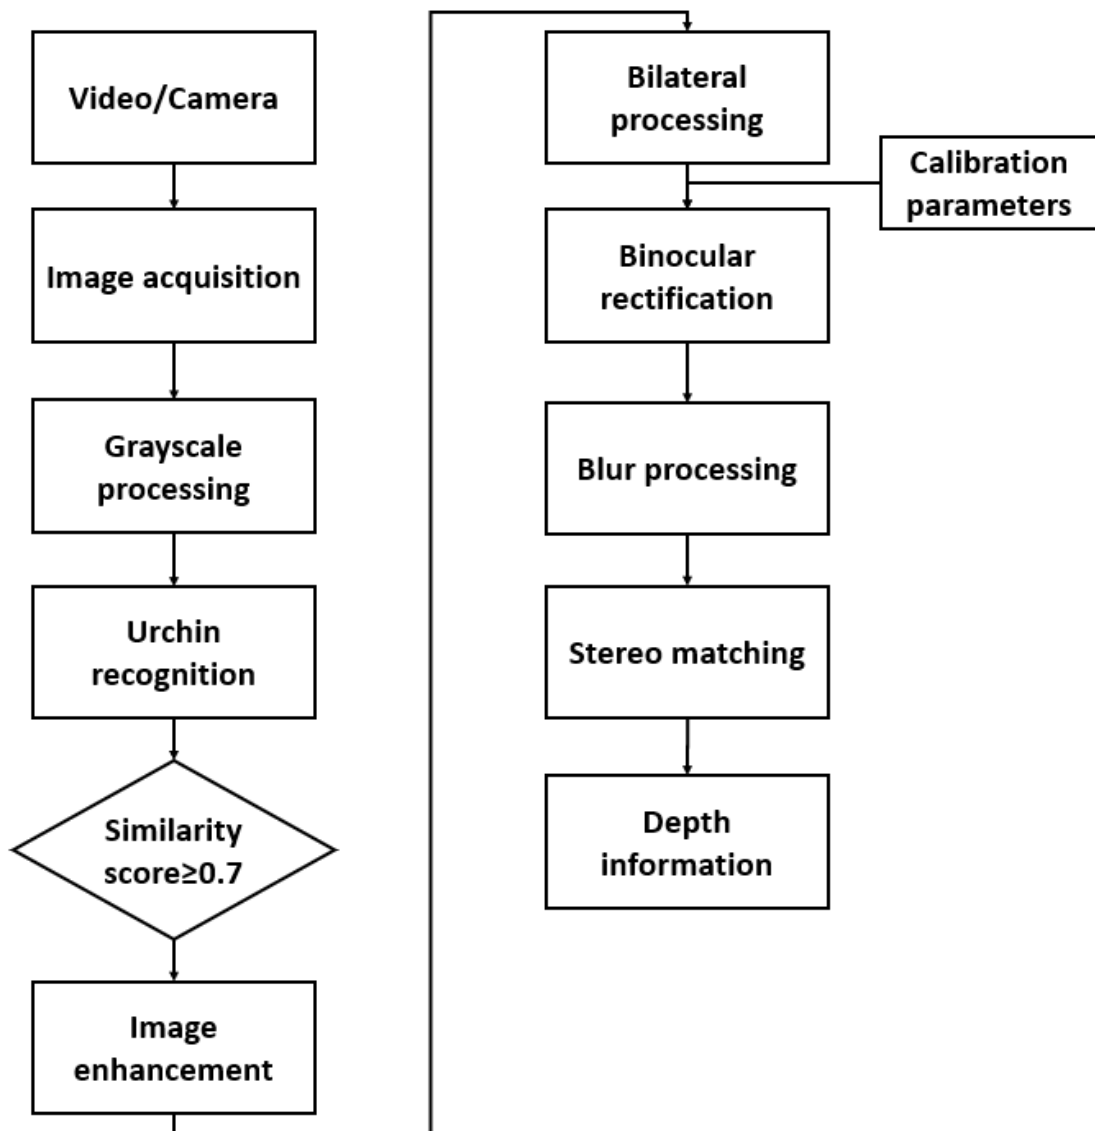 Video/Camera
Image acquisition
Grayscale
processing
Urchin
recognition
Similarity
score≥0.7
Image
enhancement
Bilateral
processing
Calibration
parameters
Binocular
rectification
Blur processing
Stereo matching
Depth
information